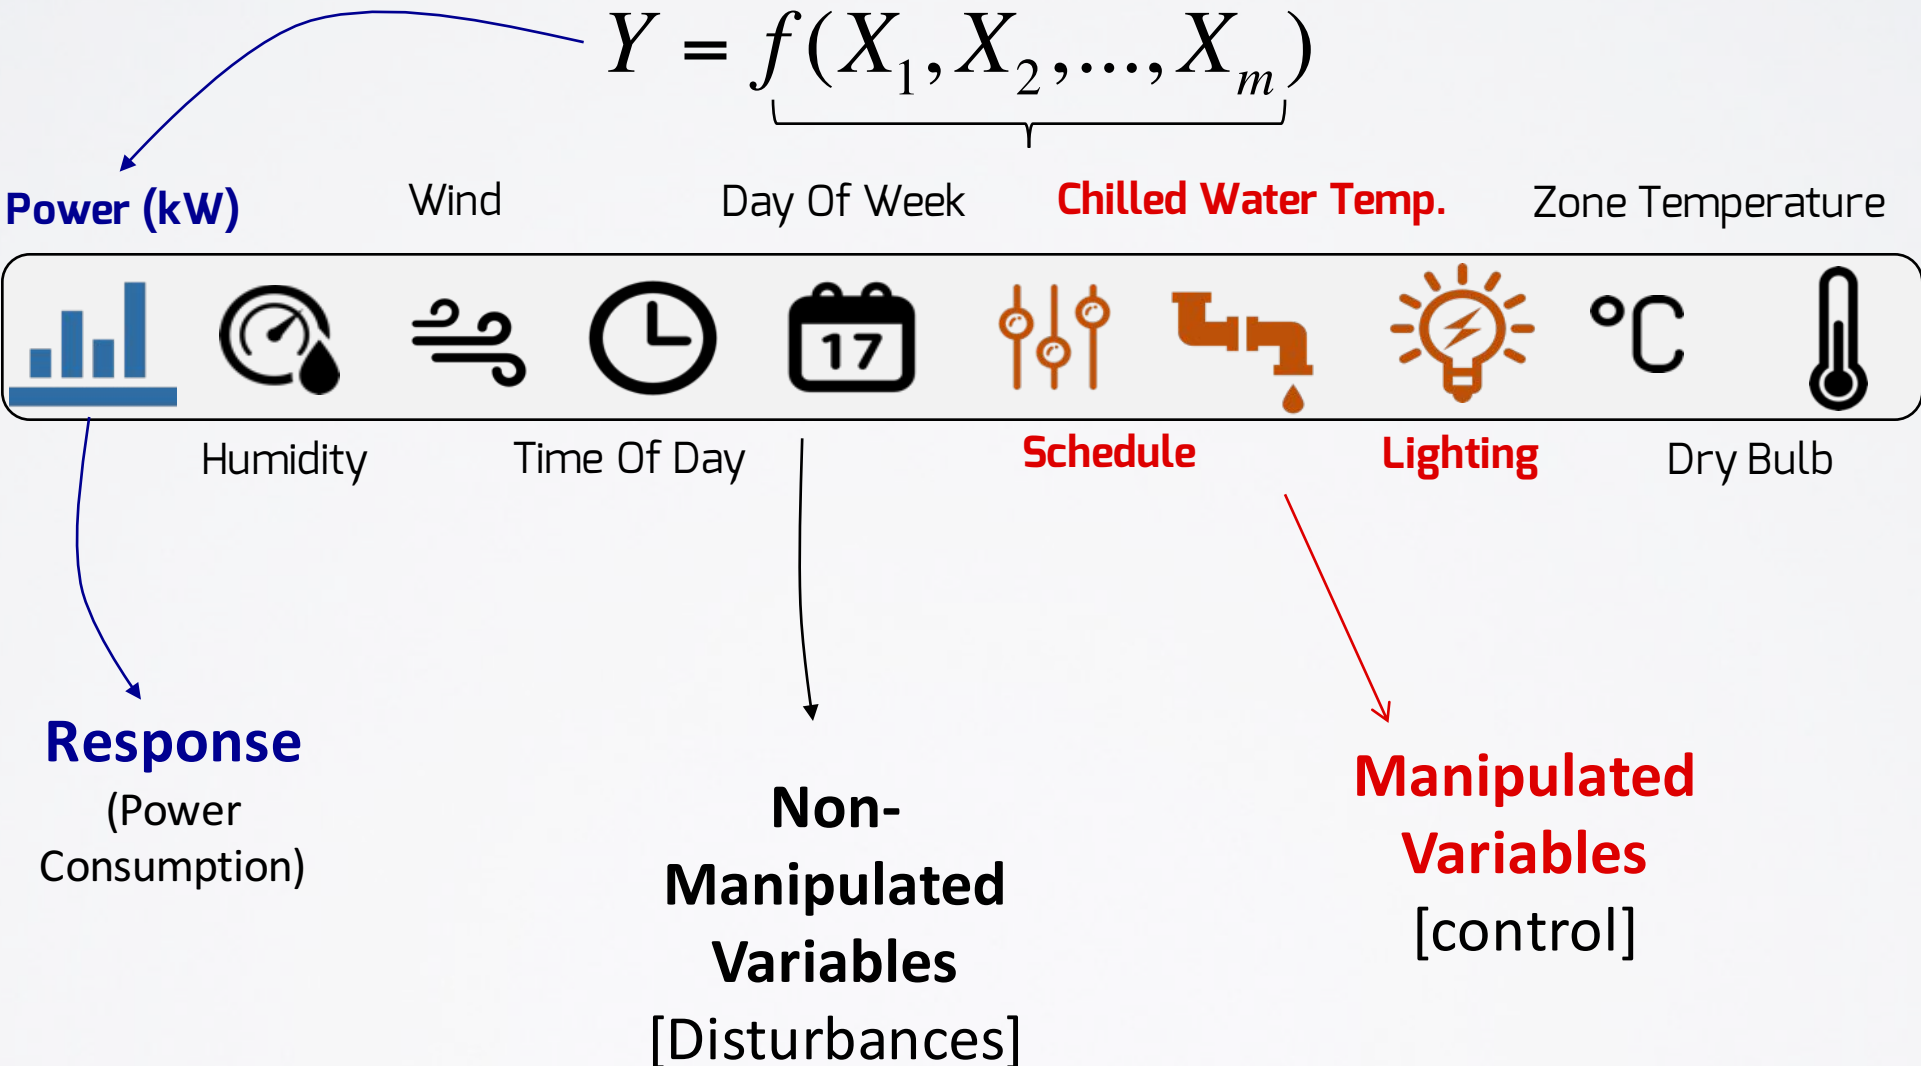 Y = f(X₁, X₂,..., Xₘ)
Power (kW)
Wind
Day Of Week
Chilled Water Temp.
Zone Temperature
17
°C
Humidity
Time Of Day
Schedule
Lighting
Dry Bulb
Response
(Power
Consumption)
Non-
Manipulated
Variables
[Disturbances]
Manipulated
Variables
[control]